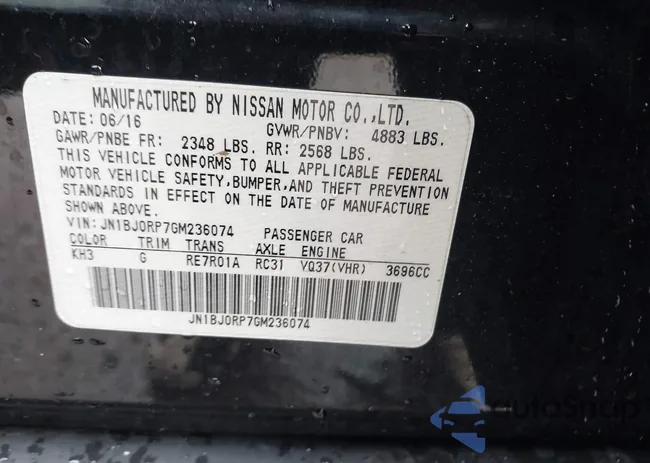 MANUFACTURED BY NISSAN MOTOR CO.,LTD.
DATE: 06/16 GVWR/PNBV: 4883 LBS.
GAWR/PNBE FR: 2348 LBS. RR: 2568 LBS.
THIS VEHICLE CONFORMS TO ALL APPLICABLE FEDERAL
MOTOR VEHICLE SAFETY,BUMPER,AND THEFT PREVENTION
STANDARDS IN EFFECT ON THE DATE OF MANUFACTURE
SHOWN ABOVE.
VIN: JN1BJ0RP7GM236074 PASSENGER CAR
COLOR TRIM TRANS AXLE ENGINE
KH3 G RE7R01A RC31 VQ37(VHR) 3696CC
JN1BJ0RP7GM236074
autoSnap